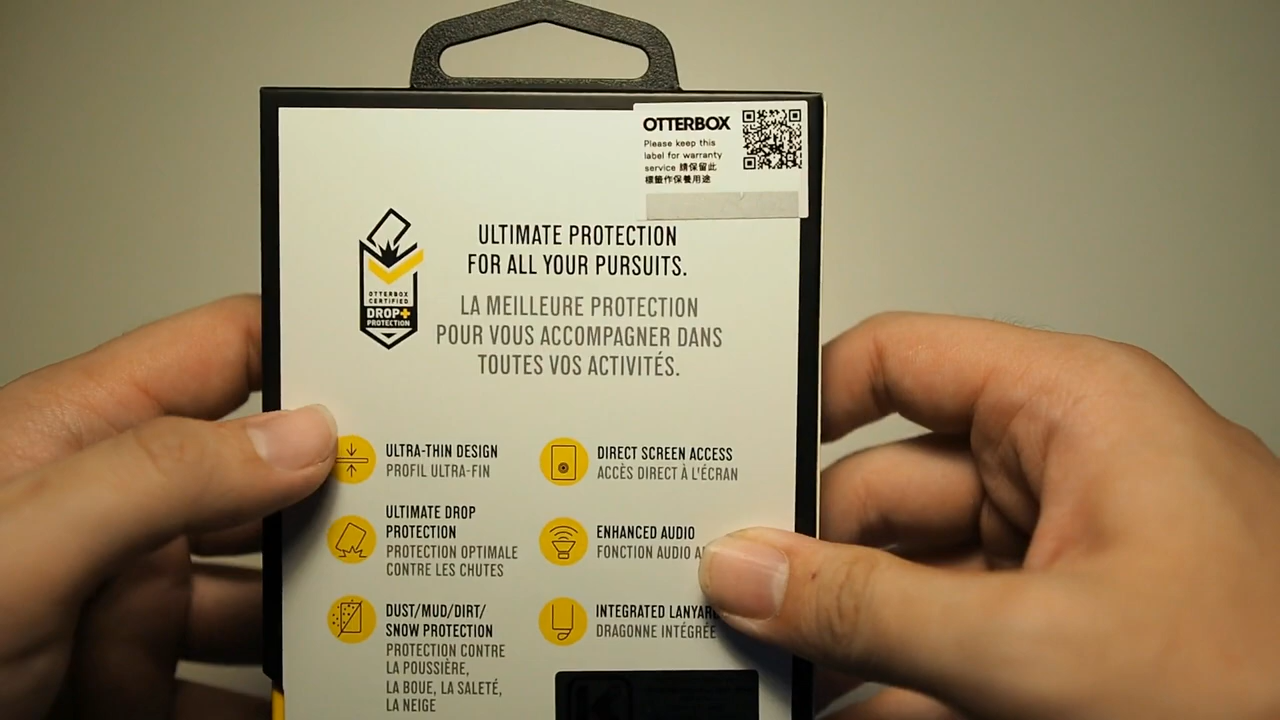 OTTERBOX
Please keep this
label for warranty
service 請保留此
標籤作保養用途
ULTIMATE PROTECTION
FOR ALL YOUR PURSUITS.
LA MEILLEURE PROTECTION
POUR VOUS ACCOMPAGNER DANS
TOUTES VOS ACTIVITÉS.
OTTERBOX
CERTIFIED
DROP+
PROTECTION
ULTRA-THIN DESIGN
PROFIL ULTRA-FIN
DIRECT SCREEN ACCESS
ACCÈS DIRECT À L'ÉCRAN
ULTIMATE DROP
PROTECTION
PROTECTION OPTIMALE
CONTRE LES CHUTES
ENHANCED AUDIO
FONCTION AUDIO
DUST/MUD/DIRT/
SNOW PROTECTION
PROTECTION CONTRE
LA POUSSIÈRE,
LA BOUE, LA SALETÉ,
LA NEIGE
INTEGRATED LANYAR
DRAGONNE INTÉGRÉE